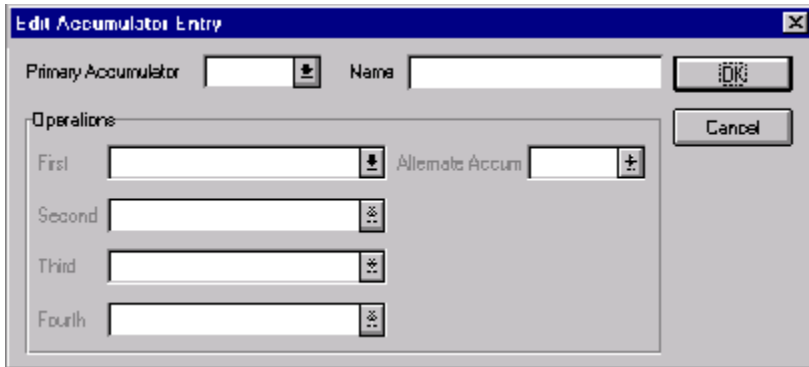 Edit Accumulator Entry
Primary Accumulator Name OK
Operations Cancel
First Alternate Accum
Second
Third
Fourth